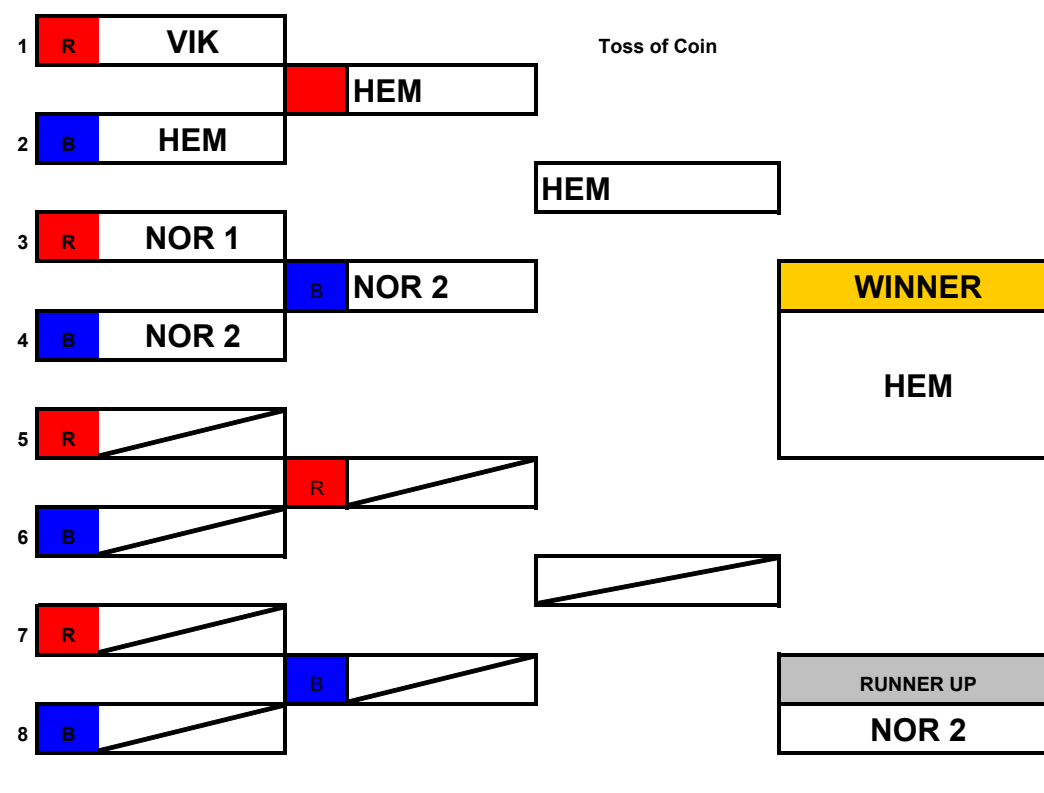 1 R VIK
Toss of Coin
HEM
2 B HEM
HEM
3 R NOR 1
B NOR 2
WINNER
4 B NOR 2
HEM
5 R
R
6 B
7 R
B
RUNNER UP
8 B
NOR 2